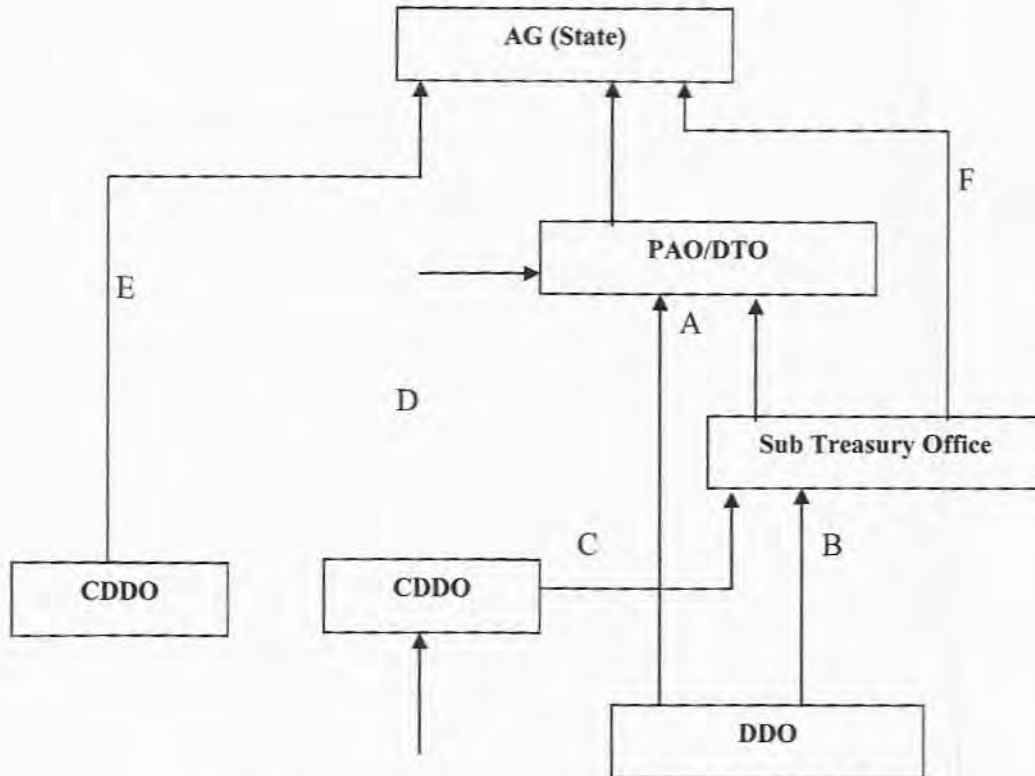 AG (State)
F
PAO/DTO
E
A
D
Sub Treasury Office
C
B
CDDO
CDDO
DDO